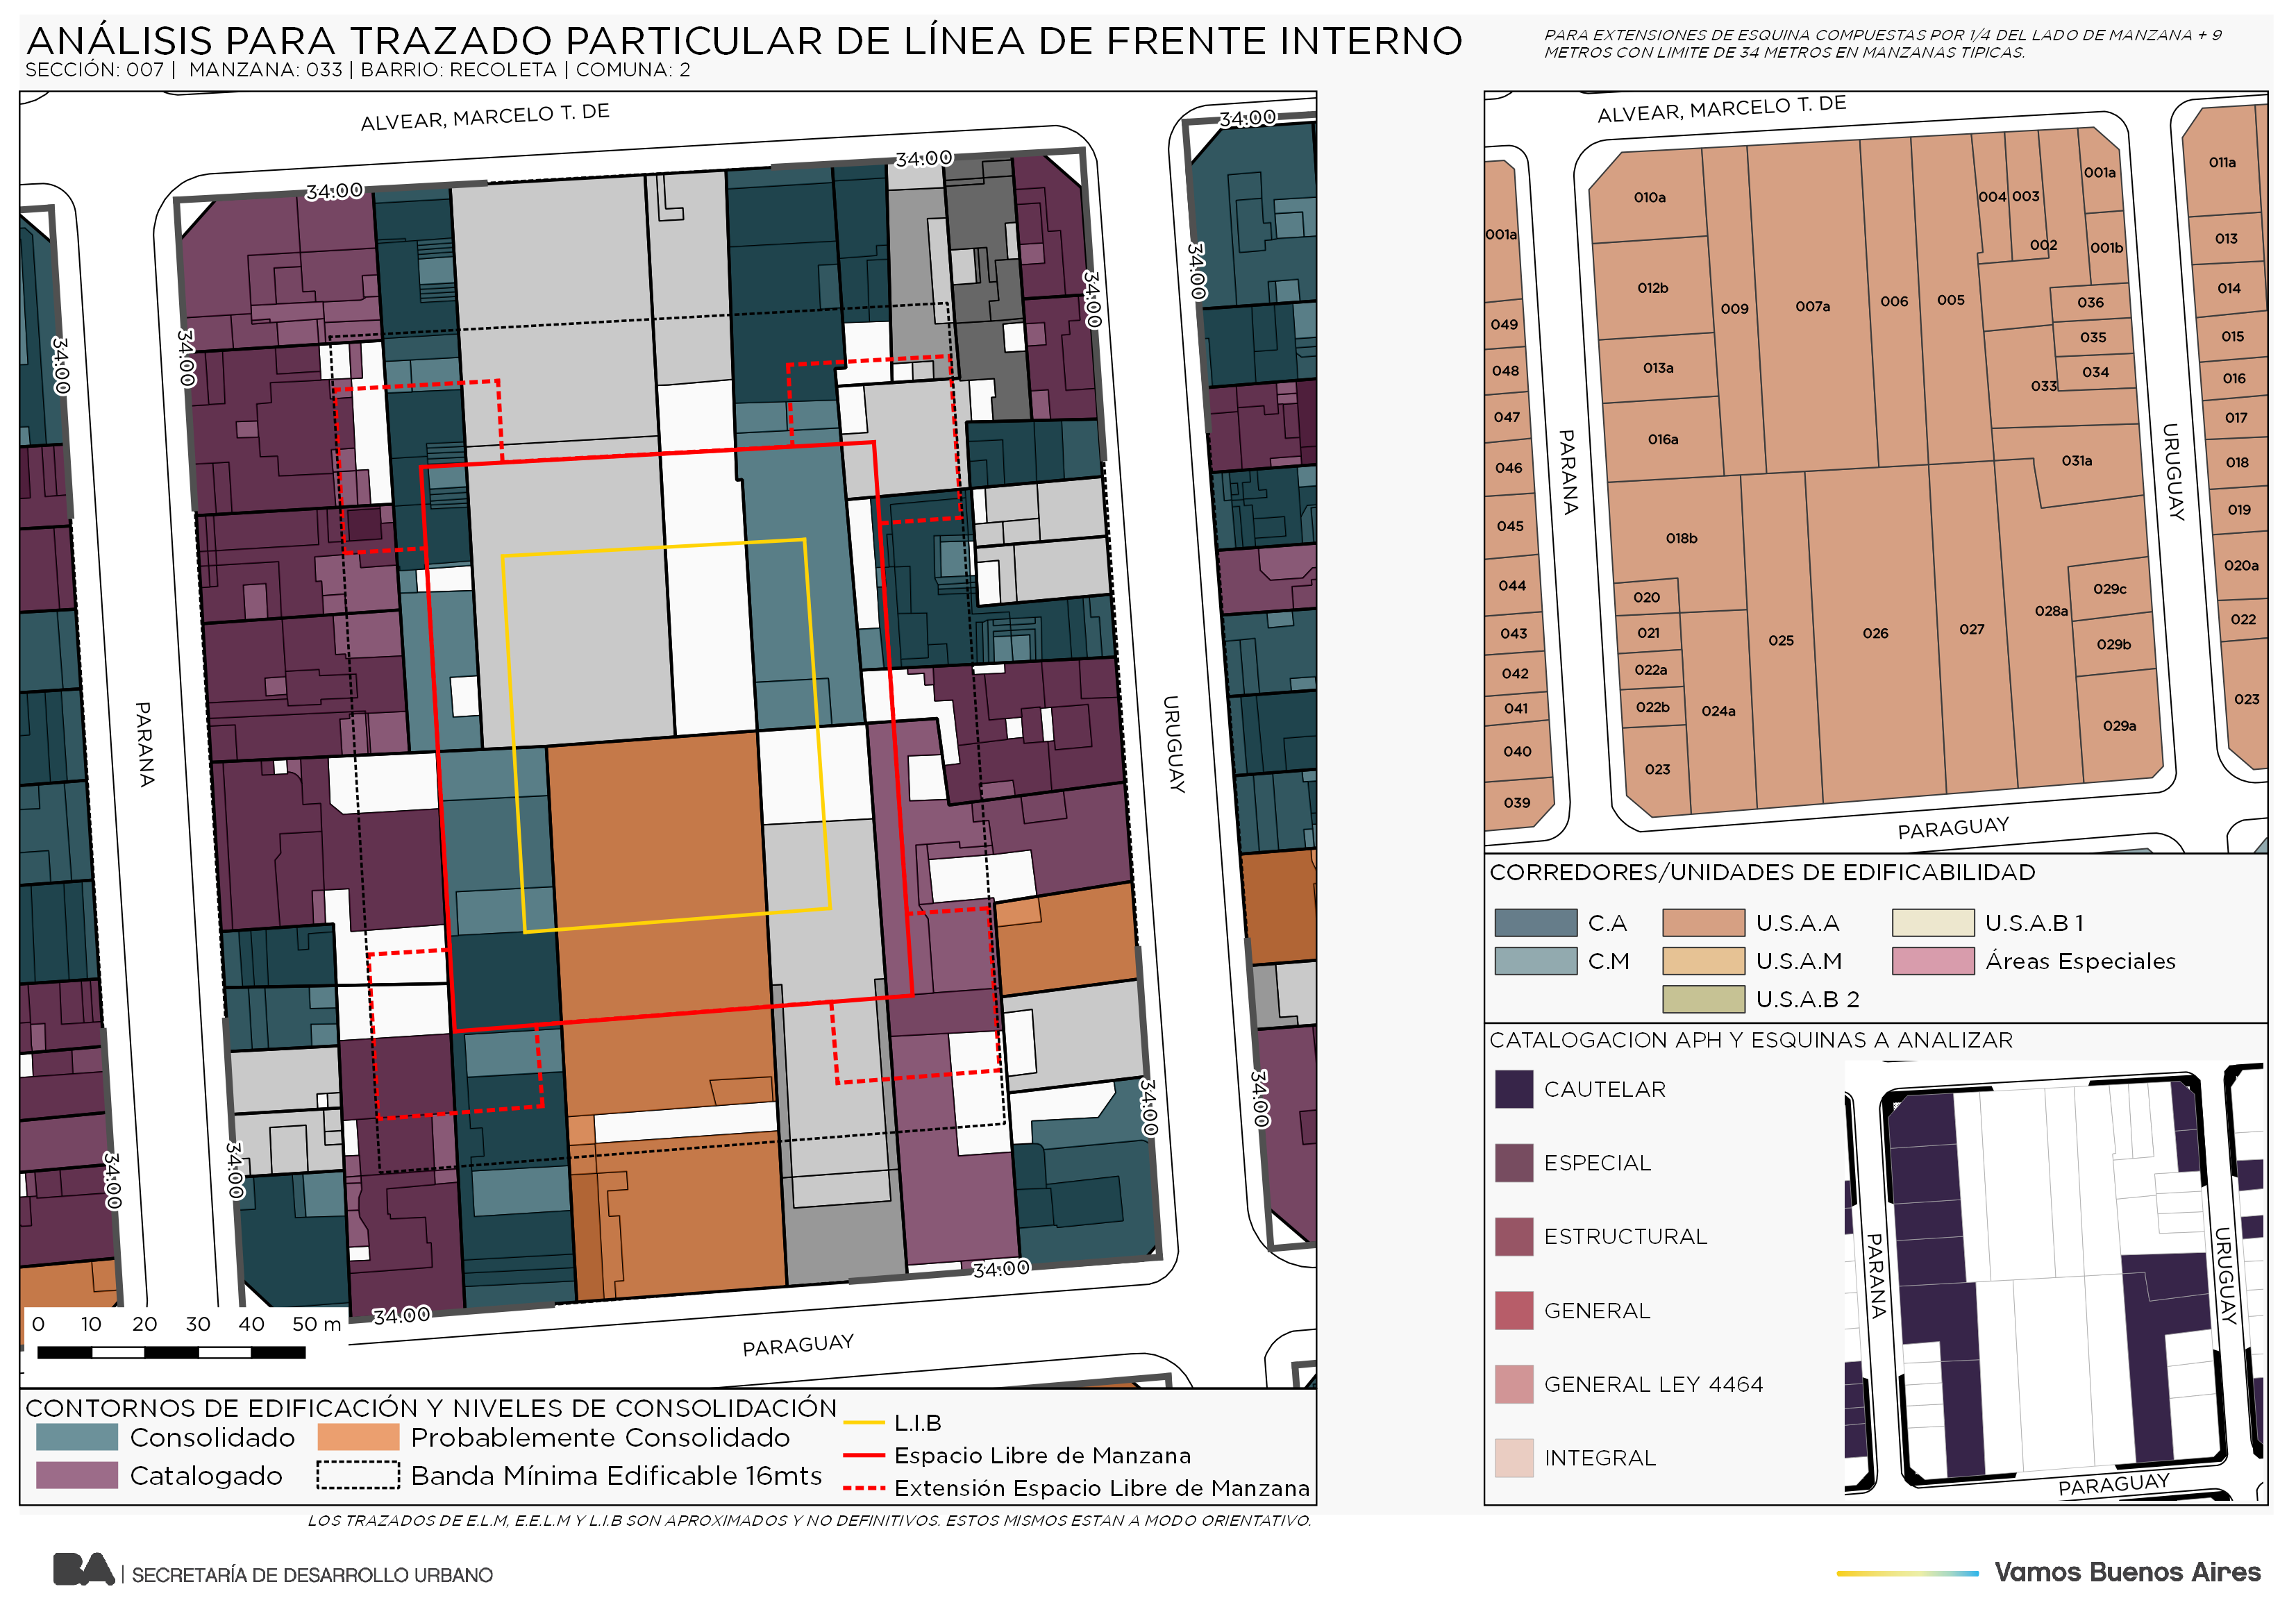 ANÁLISIS PARA TRAZADO PARTICULAR DE LÍNEA DE FRENTE INTERNO
SECCIÓN: 007 | MANZANA: 033 | BARRIO: RECOLETA | COMUNA: 2
PARA EXTENSIONES DE ESQUINA COMPUESTAS POR 1/4 DEL LADO DE MANZANA + 9
METROS CON LIMITE DE 34 METROS EN MANZANAS TIPICAS.
ALVEAR, MARCELO T. DE
34.00
34.00
34.00
34.00
34.00
34.00
34.00
PARANA
URUGUAY
34.00
34.00
34.00
34.00
34.00
34.00
PARAGUAY
0 10 20 30 40 50 m
CONTORNOS DE EDIFICACIÓN Y NIVELES DE CONSOLIDACIÓN
Consolidado
Probablemente Consolidado
Catalogado
Banda Mínima Edificable 16mts
L.I.B
Espacio Libre de Manzana
Extensión Espacio Libre de Manzana
LOS TRAZADOS DE E.L.M, E.E.L.M Y L.I.B SON APROXIMADOS Y NO DEFINITIVOS. ESTOS MISMOS ESTAN A MODO ORIENTATIVO.
ALVEAR, MARCELO T. DE
001a
049
048
047
046
045
044
043
042
041
040
039
PARANA
010a
012b
013a
016a
009
007a
006
005
004
003
002
001a
001b
036
035
034
033
031a
018b
020
021
022a
022b
023
024a
025
026
027
028a
029c
029b
029a
URUGUAY
011a
013
014
015
016
017
018
019
020a
022
023
PARAGUAY
CORREDORES/UNIDADES DE EDIFICABILIDAD
C.A
U.S.A.A
U.S.A.B 1
C.M
U.S.A.M
Áreas Especiales
U.S.A.B 2
CATALOGACION APH Y ESQUINAS A ANALIZAR
CAUTELAR
ESPECIAL
ESTRUCTURAL
GENERAL
GENERAL LEY 4464
INTEGRAL
PARANA
URUGUAY
PARAGUAY
BA | SECRETARÍA DE DESARROLLO URBANO
Vamos Buenos Aires